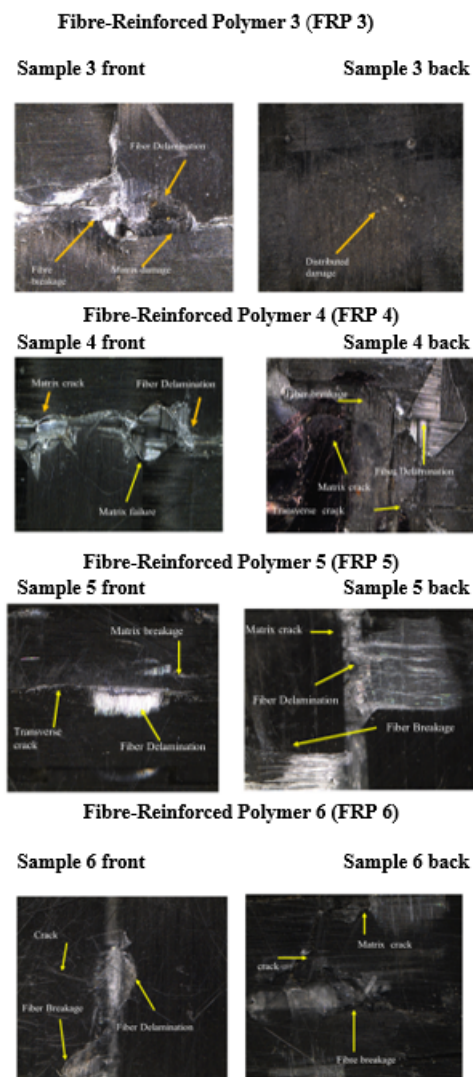 Fibre-Reinforced Polymer 3 (FRP 3)
Sample 3 front
Sample 3 back
Fiber Delamination
Fibre
breakage
Matrix damage
Distributed
damage
Fibre-Reinforced Polymer 4 (FRP 4)
Sample 4 front
Sample 4 back
Matrix crack
Fiber Delamination
Matrix failure
Fiber breakage
Fibre Delamination
Matrix crack
Transverse crack
Fibre-Reinforced Polymer 5 (FRP 5)
Sample 5 front
Sample 5 back
Matrix breakage
Transverse
crack
Fiber Delamination
Matrix crack
Fiber Delamination
Fiber Breakage
Fibre-Reinforced Polymer 6 (FRP 6)
Sample 6 front
Sample 6 back
Crack
Fiber Breakage
Fiber Delamination
Matrix crack
crack
Fibre breakage